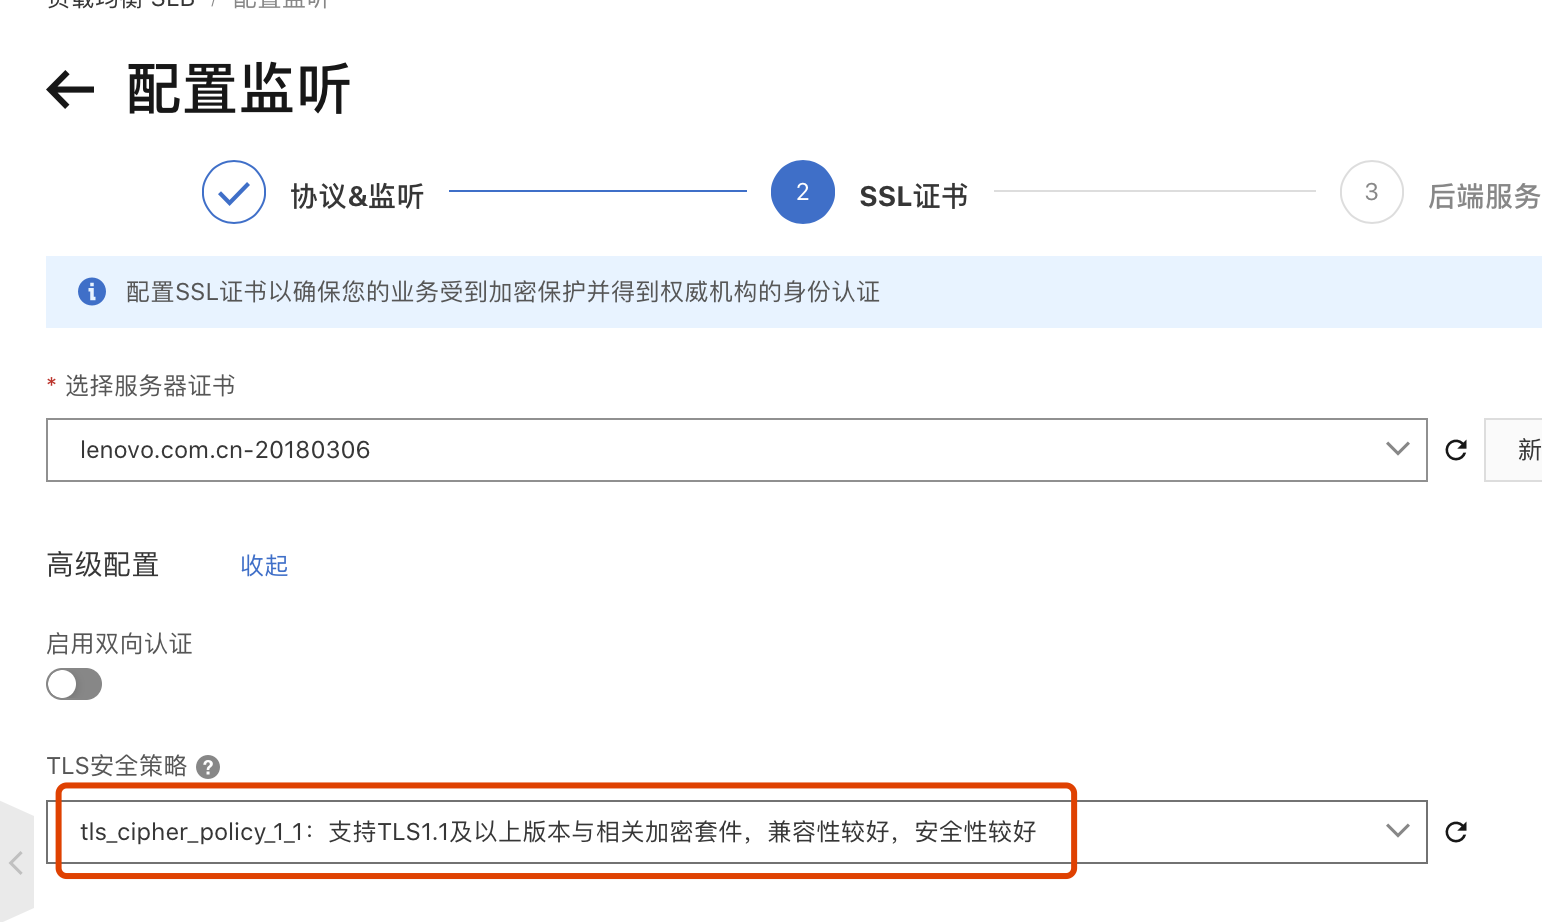 负载均衡 SLB / 配置监听
配置监听
协议&监听
2 SSL证书
3 后端服务
配置SSL证书以确保您的业务受到加密保护并得到权威机构的身份认证
* 选择服务器证书
lenovo.com.cn-20180306
新
高级配置 收起
启用双向认证
TLS安全策略
tls_cipher_policy_1_1：支持TLS1.1及以上版本与相关加密套件，兼容性较好，安全性较好